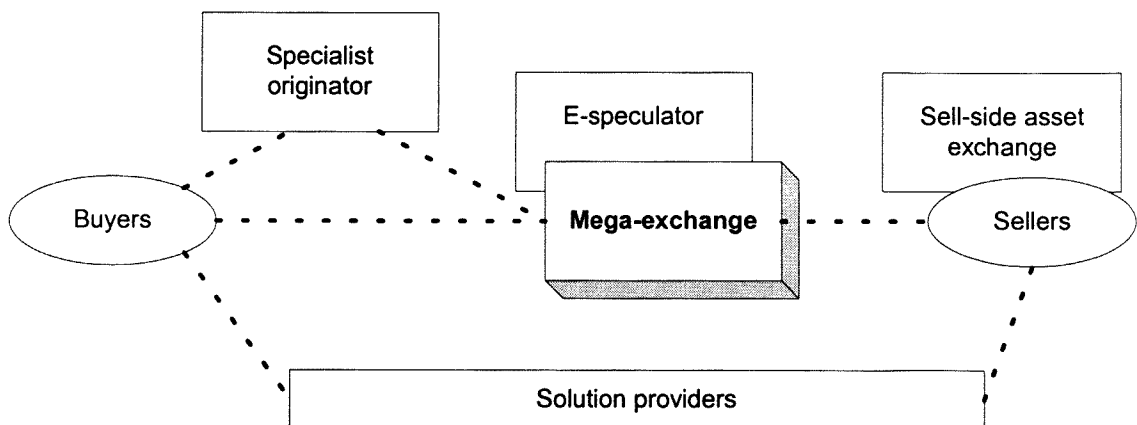 Specialist
originator
E-speculator
Sell-side asset
exchange
Buyers
Mega-exchange
Sellers
Solution providers